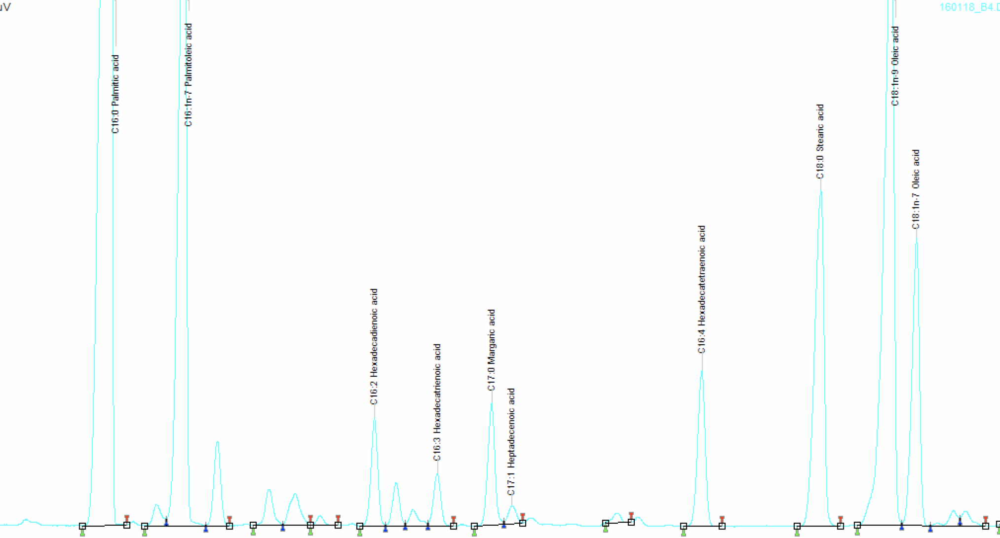 µV
160118_B4.D
C16:0 Palmitic acid
C16:1n-7 Palmitoleic acid
C16:2 Hexadecadienoic acid
C16:3 Hexadecatrienoic acid
C17:0 Margaric acid
C17:1 Heptadecenoic acid
C16:4 Hexadecatetraenoic acid
C18:0 Stearic acid
C18:1n-9 Oleic acid
C18:1n-7 Oleic acid